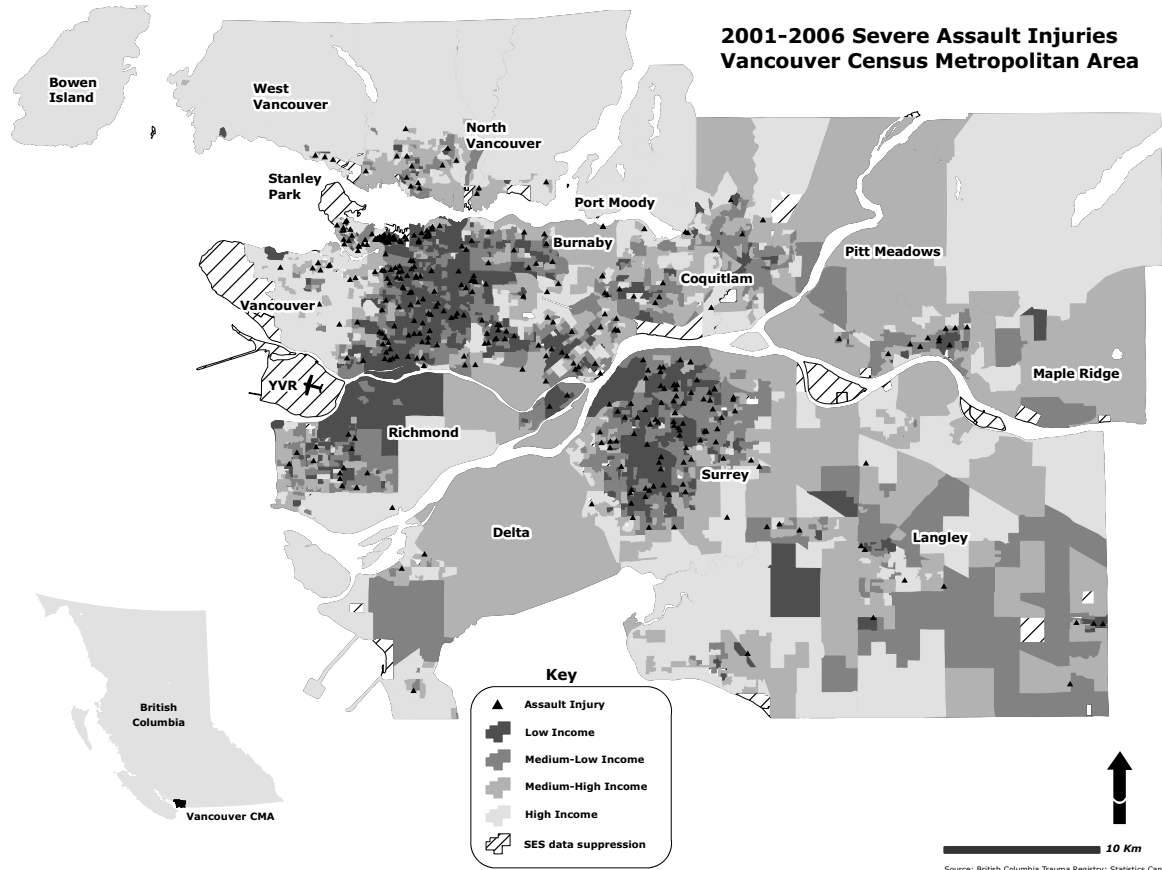 2001-2006 Severe Assault Injuries
Vancouver Census Metropolitan Area
Bowen
Island
West
Vancouver
North
Vancouver
Stanley
Park
Port Moody
Burnaby
Pitt Meadows
Coquitlam
Vancouver
YVR
Maple Ridge
Richmond
Surrey
Delta
Langley
British
Columbia
Vancouver CMA
Key
Assault Injury
Low Income
Medium-Low Income
Medium-High Income
High Income
SES data suppression
10 Km
Source: British Columbia Trauma Registry; Statistics Can